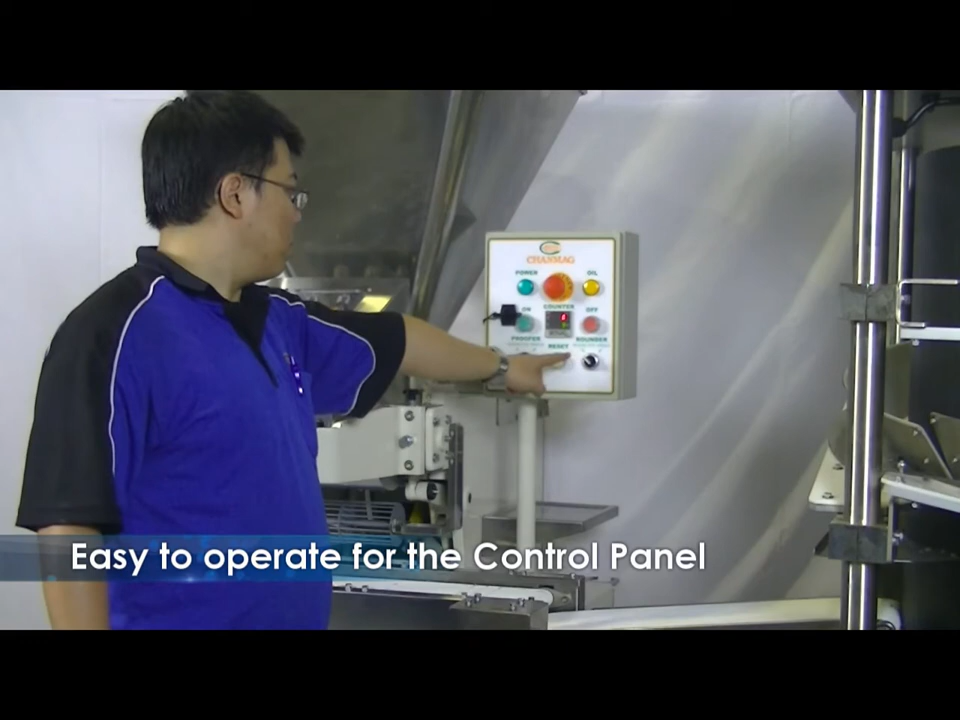 CHANMAG
POWER
OIL
COUNTER
ON
OFF
PROOFER
ROUNDER
RESET
Easy to operate for the Control Panel